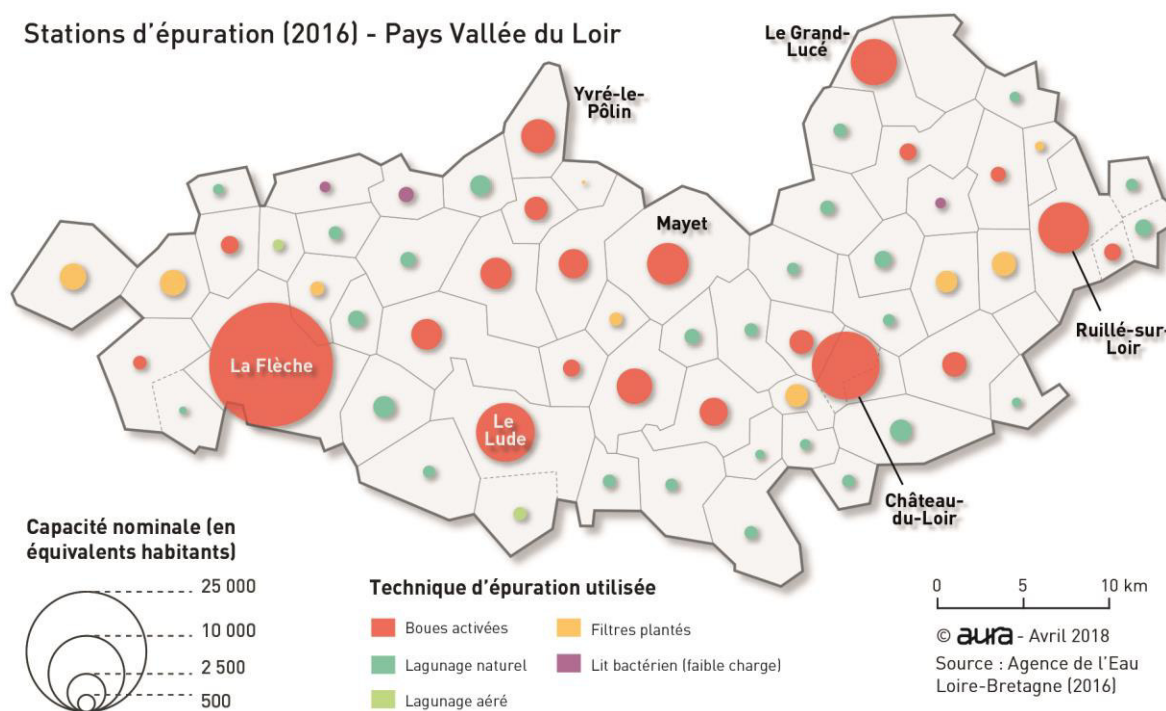 Stations d'épuration (2016) - Pays Vallée du Loir
Le Grand-
Lucé
Yvré-le-
Pôlin
Mayet
Ruillé-sur-
Loir
La Flèche
Le
Lude
Château-
du-Loir
Capacité nominale (en
équivalents habitants)
25 000
10 000
2 500
500
Technique d'épuration utilisée
Boues activées
Filtres plantés
Lagunage naturel
Lit bactérien (faible charge)
Lagunage aéré
0 5 10 km
© aura - Avril 2018
Source : Agence de l'Eau
Loire-Bretagne (2016)